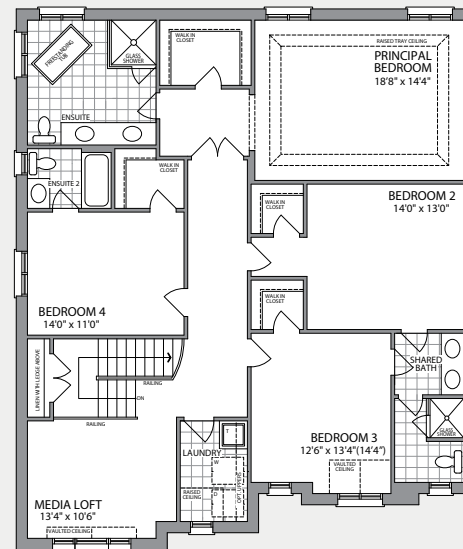 WALK IN
CLOSET
RAISED TRAY CEILING
PRINCIPAL
BEDROOM
18'8" x 14'4"
FREESTANDING
TUB
GLASS
SHOWER
ENSUITE
ENSUITE 2
WALK IN
CLOSET
WALK IN
CLOSET
BEDROOM 2
14'0" x 13'0"
BEDROOM 4
14'0" x 11'0"
WALK IN
CLOSET
LINEN WITH LEDGE ABOVE
RAILING
DN
RAILING
SHARED
BATH
GLASS
SHOWER
LAUNDRY
T
W
D
RAISED
CEILING
BEDROOM 3
12'6" x 13'4"(14'4")
VAULTED
CEILING
MEDIA LOFT
13'4" x 10'6"
VAULTED CEILING